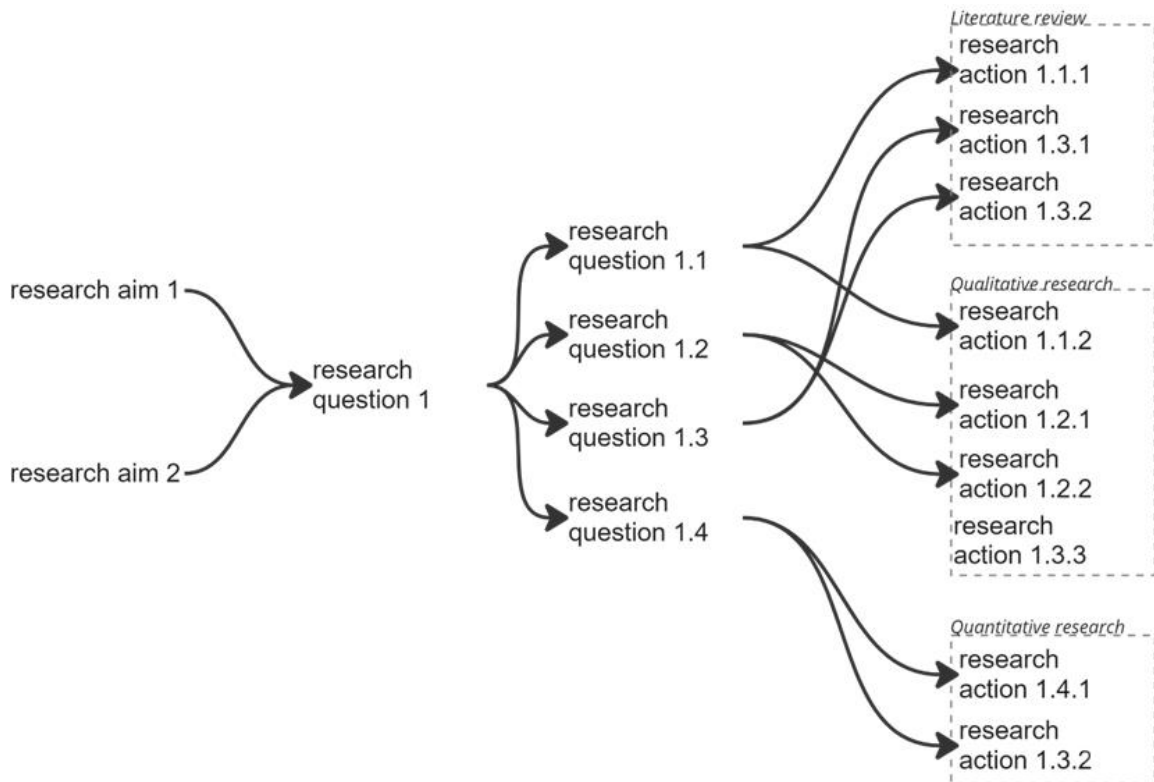 research aim 1
research aim 2
research
question 1
research
question 1.1
research
question 1.2
research
question 1.3
research
question 1.4
Literature review
research
action 1.1.1
research
action 1.3.1
research
action 1.3.2
Qualitative research
research
action 1.1.2
research
action 1.2.1
research
action 1.2.2
research
action 1.3.3
Quantitative research
research
action 1.4.1
research
action 1.3.2